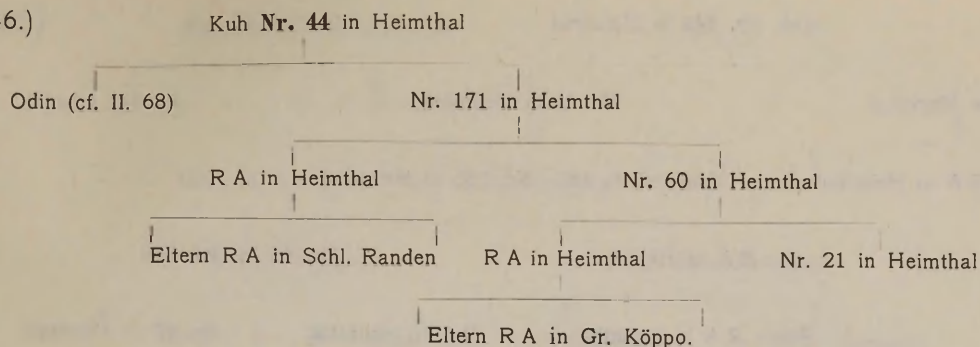 6.) Kuh Nr. 44 in Heimthal
Odin (cf. II. 68) Nr. 171 in Heimthal
R A in Heimthal Nr. 60 in Heimthal
Eltern R A in Schl. Randen R A in Heimthal Nr. 21 in Heimthal
Eltern R A in Gr. Köppo.